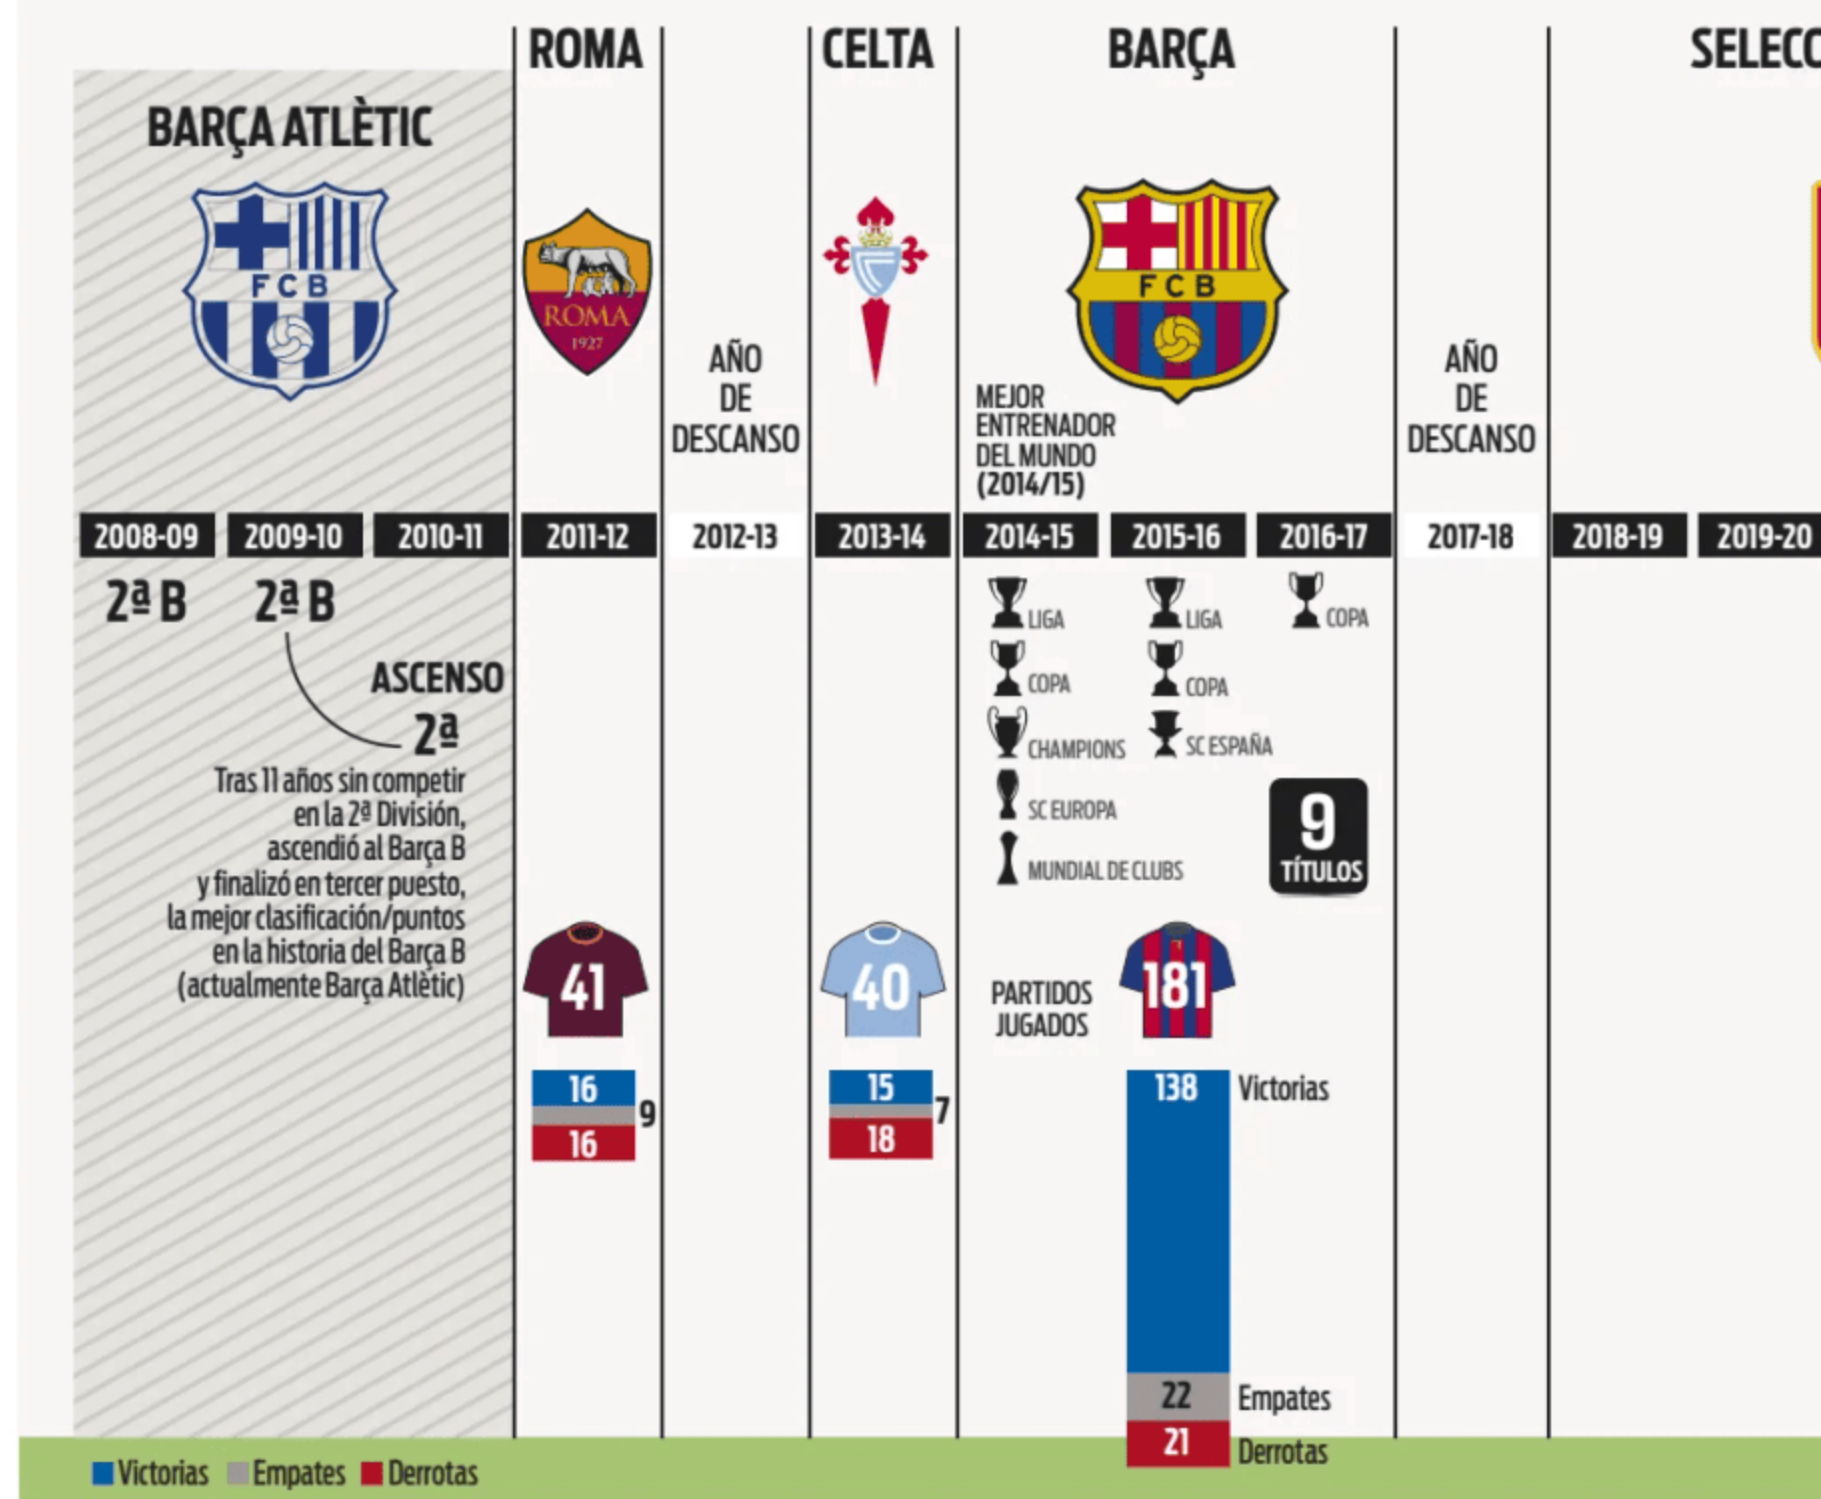 ROMA
CELTA
BARÇA
SELECC
BARÇA ATLÈTIC
F C B
ROMA
1927
F C B
AÑO
DE
DESCANSO
MEJOR
ENTRENADOR
DEL MUNDO
(2014/15)
AÑO
DE
DESCANSO
2008-09
2009-10
2010-11
2011-12
2012-13
2013-14
2014-15
2015-16
2016-17
2017-18
2018-19
2019-20
2ª B
2ª B
ASCENSO
2ª
Tras 11 años sin competir
en la 2ª División,
ascendió al Barça B
y finalizó en tercer puesto,
la mejor clasificación/puntos
en la historia del Barça B
(actualmente Barça Atlètic)
LIGA
COPA
CHAMPIONS
SC EUROPA
MUNDIAL DE CLUBS
LIGA
COPA
SC ESPAÑA
COPA
9
TÍTULOS
41
40
PARTIDOS
JUGADOS
181
16
9
16
15
7
18
138
Victorias
22
Empates
21
Derrotas
Victorias
Empates
Derrotas